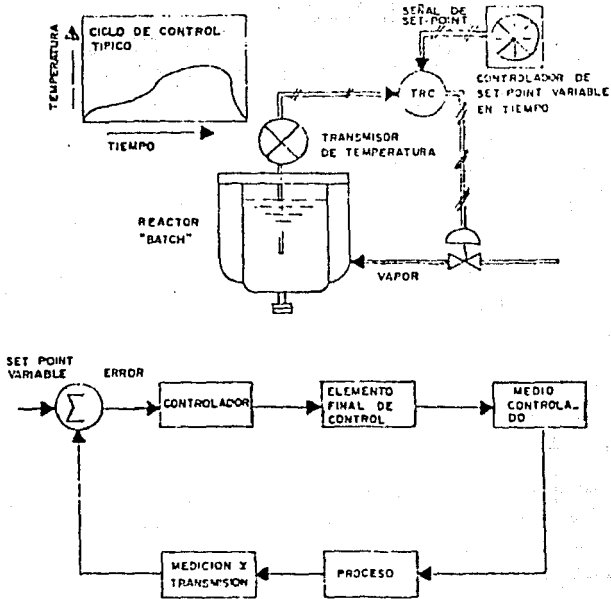 TEMPERATURA
CICLO DE CONTROL
TIPICO
TIEMPO
SEÑAL DE
SET-POINT
TRC
CONTROLADOR DE
SET POINT VARIABLE
EN TIEMPO
TRANSMISOR
DE TEMPERATURA
REACTOR
"BATCH"
VAPOR
SET POINT
VARIABLE
ERROR
Σ
CONTROLADOR
ELEMENTO
FINAL DE
CONTROL
MEDIO
CONTROLA_
DO
MEDICION Y
TRANSMISION
PROCESO